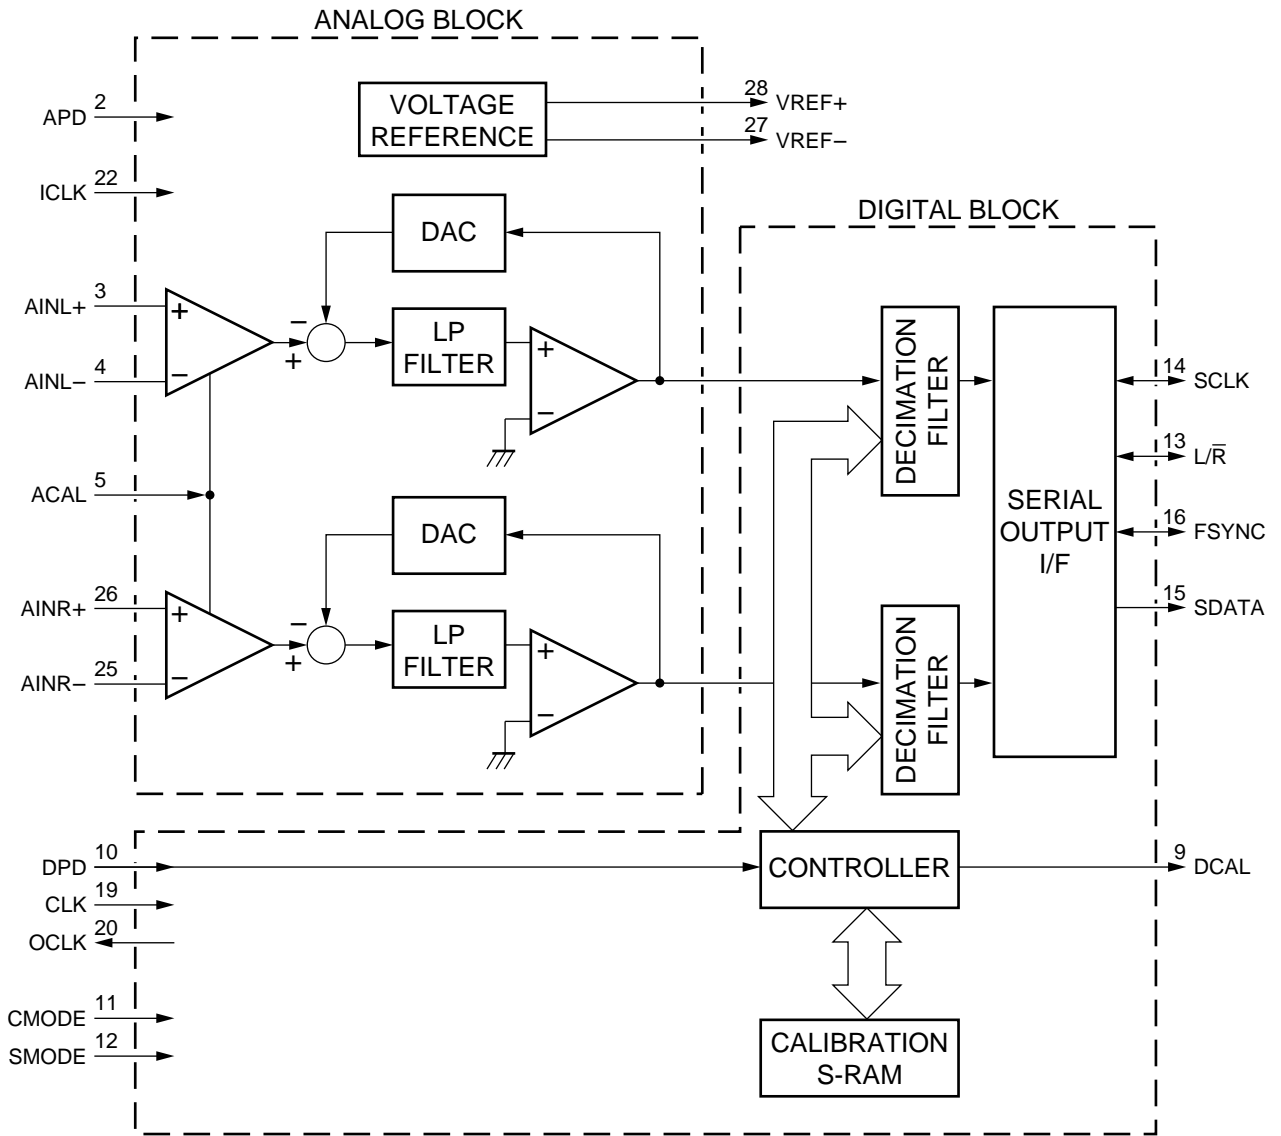 ANALOG BLOCK
VOLTAGE
REFERENCE
28
VREF+
27
VREF−
2
APD
22
ICLK
DAC
DIGITAL BLOCK
3
AINL+
+
−
+
LP
FILTER
+
−
4
AINL−
−
DECIMATION
FILTER
SERIAL
OUTPUT
I/F
14
SCLK
13
L/R̅
16
FSYNC
15
SDATA
5
ACAL
DAC
26
AINR+
+
−
+
LP
FILTER
+
−
25
AINR−
−
DECIMATION
FILTER
10
DPD
CONTROLLER
9
DCAL
19
CLK
20
OCLK
11
CMODE
12
SMODE
CALIBRATION
S-RAM